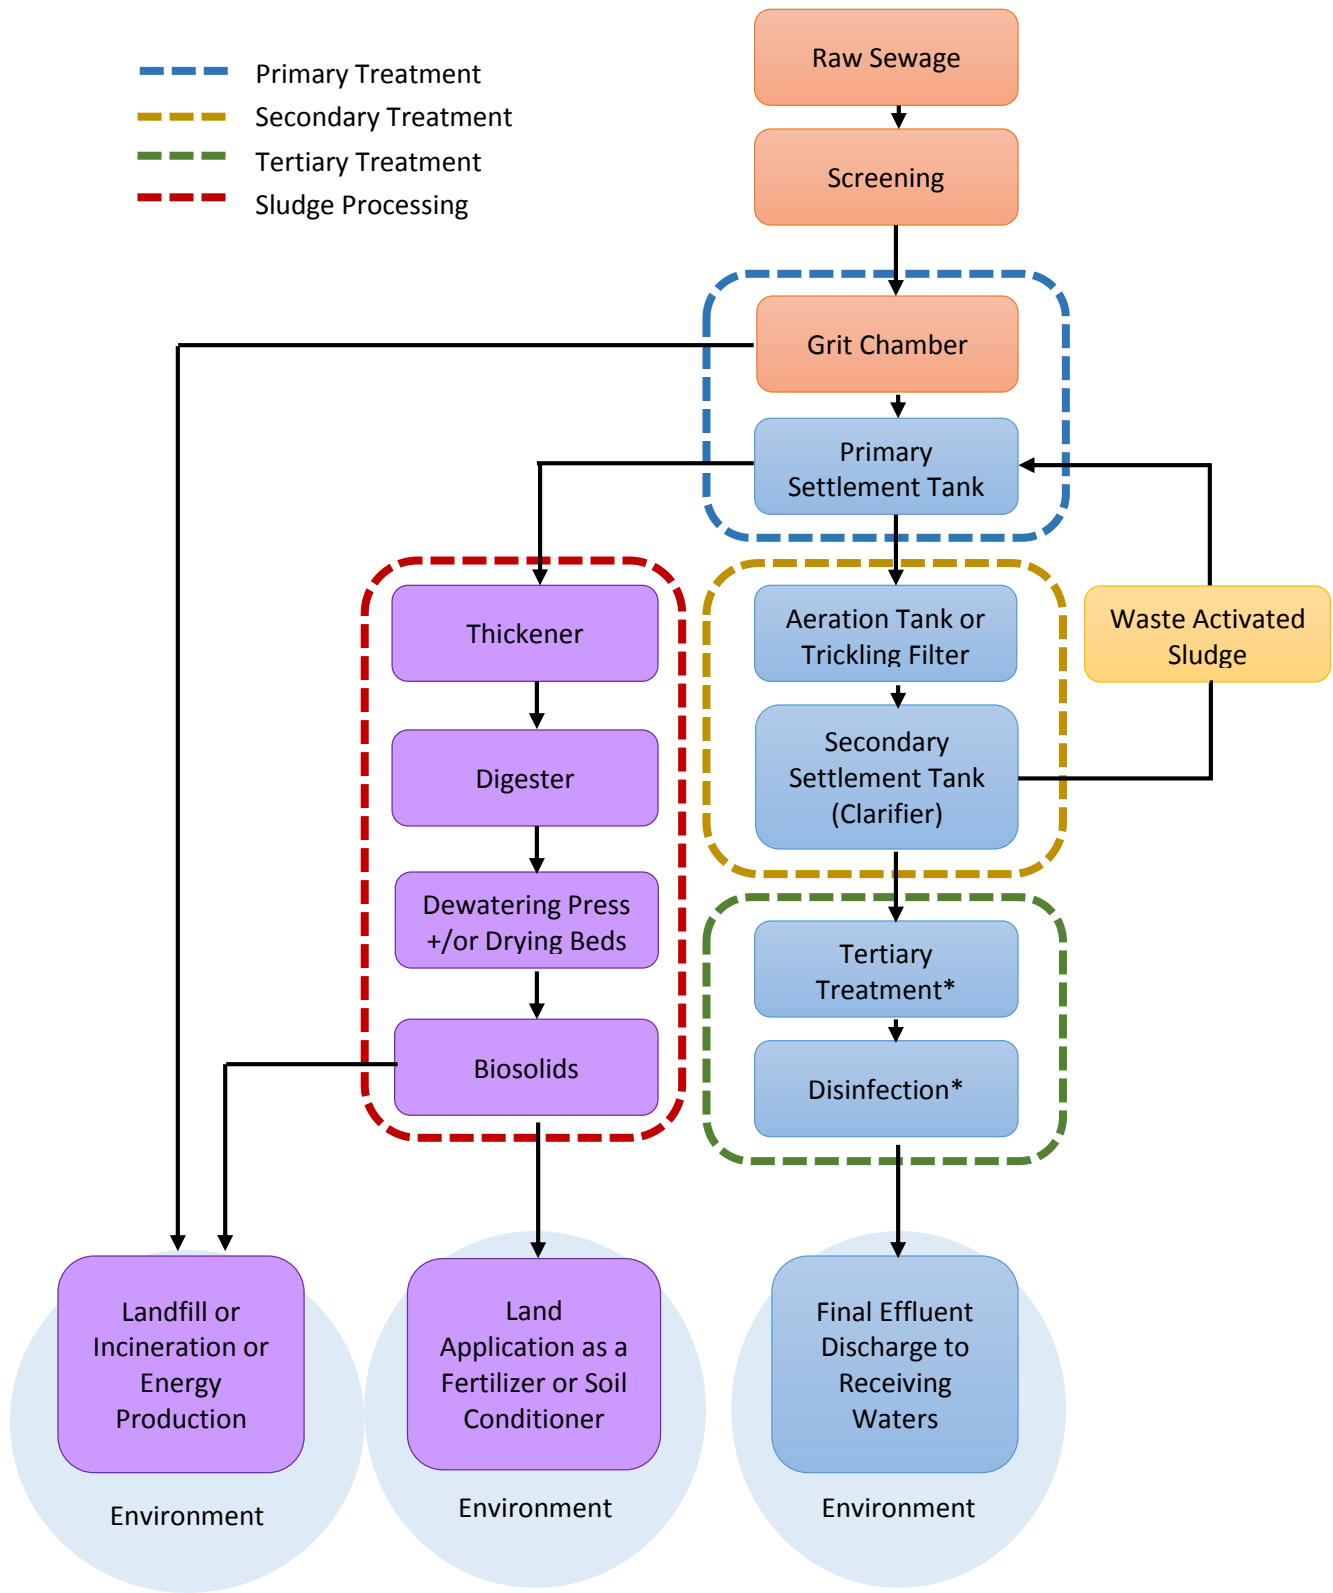 Primary Treatment
Secondary Treatment
Tertiary Treatment
Sludge Processing
Raw Sewage
Screening
Grit Chamber
Primary
Settlement Tank
Thickener
Aeration Tank or
Trickling Filter
Waste Activated
Sludge
Digester
Secondary
Settlement Tank
(Clarifier)
Dewatering Press
+/or Drying Beds
Tertiary
Treatment*
Biosolids
Disinfection*
Landfill or
Incineration or
Energy
Production
Environment
Land
Application as a
Fertilizer or Soil
Conditioner
Environment
Final Effluent
Discharge to
Receiving
Waters
Environment